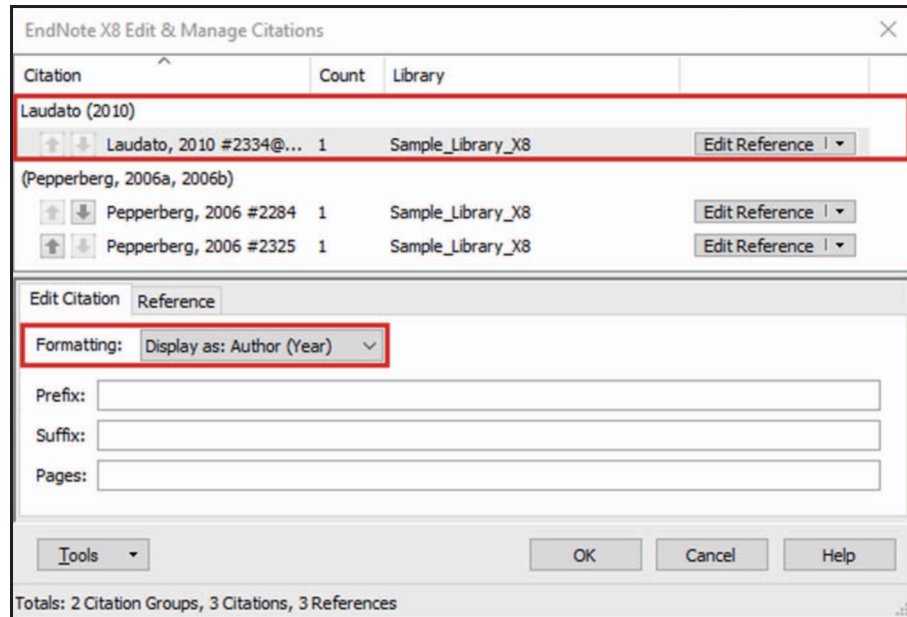 EndNote X8 Edit & Manage Citations
Citation Count Library
Laudato (2010)
Laudato, 2010 #2334@... 1 Sample_Library_X8 Edit Reference
(Pepperberg, 2006a, 2006b)
Pepperberg, 2006 #2284 1 Sample_Library_X8 Edit Reference
Pepperberg, 2006 #2325 1 Sample_Library_X8 Edit Reference
Edit Citation Reference
Formatting: Display as: Author (Year)
Prefix:
Suffix:
Pages:
Tools OK Cancel Help
Totals: 2 Citation Groups, 3 Citations, 3 References